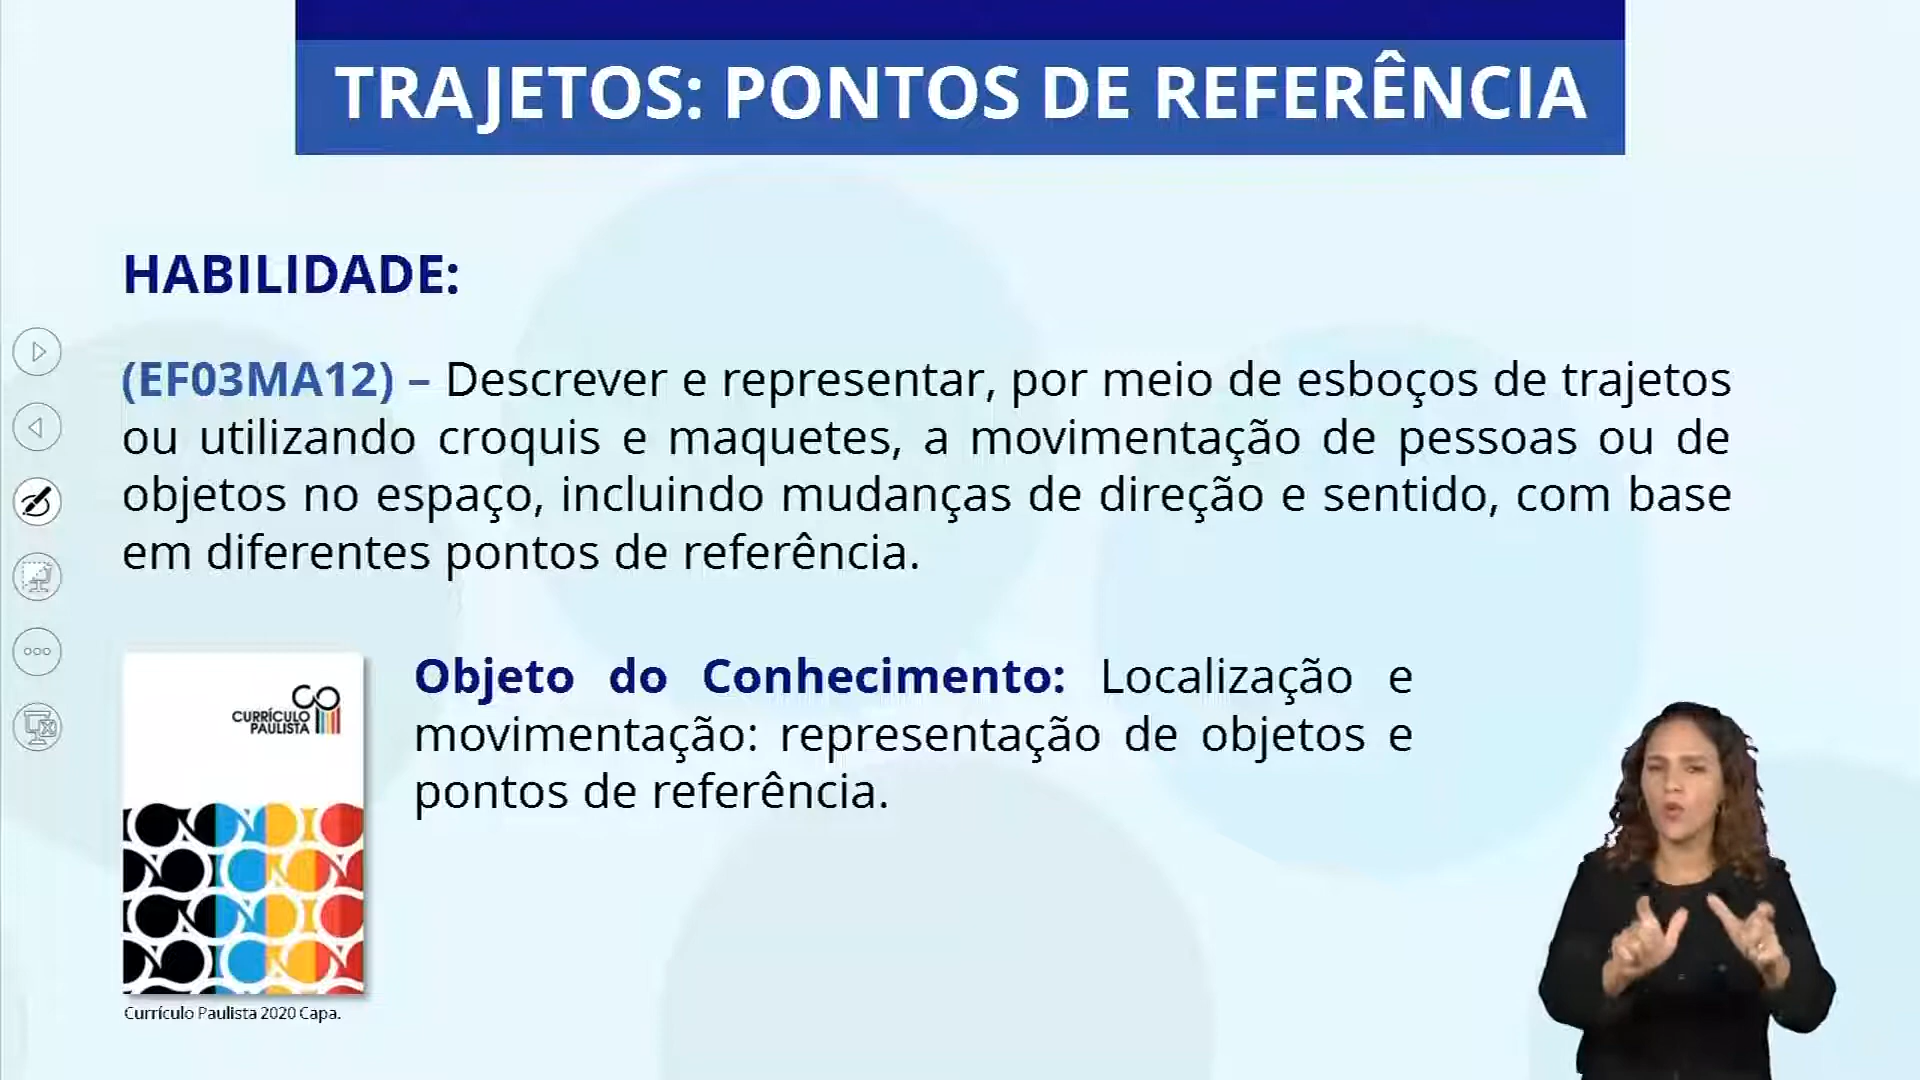 TRAJETOS: PONTOS DE REFERÊNCIA
HABILIDADE:
(EF03MA12) – Descrever e representar, por meio de esboços de trajetos
ou utilizando croquis e maquetes, a movimentação de pessoas ou de
objetos no espaço, incluindo mudanças de direção e sentido, com base
em diferentes pontos de referência.
CURRÍCULO
PAULISTA
Objeto do Conhecimento: Localização e
movimentação: representação de objetos e
pontos de referência.
Currículo Paulista 2020 Capa.